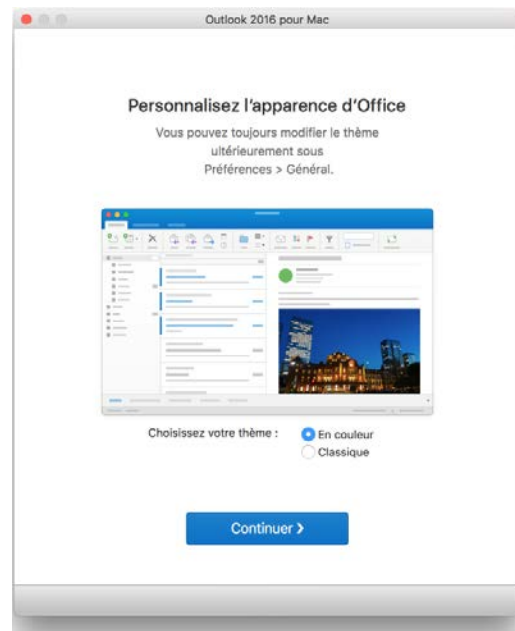 Outlook 2016 pour Mac
Personnalisez l'apparence d'Office
Vous pouvez toujours modifier le thème
ultérieurement sous
Préférences > Général.
Choisissez votre thème :
En couleur
Classique
Continuer >